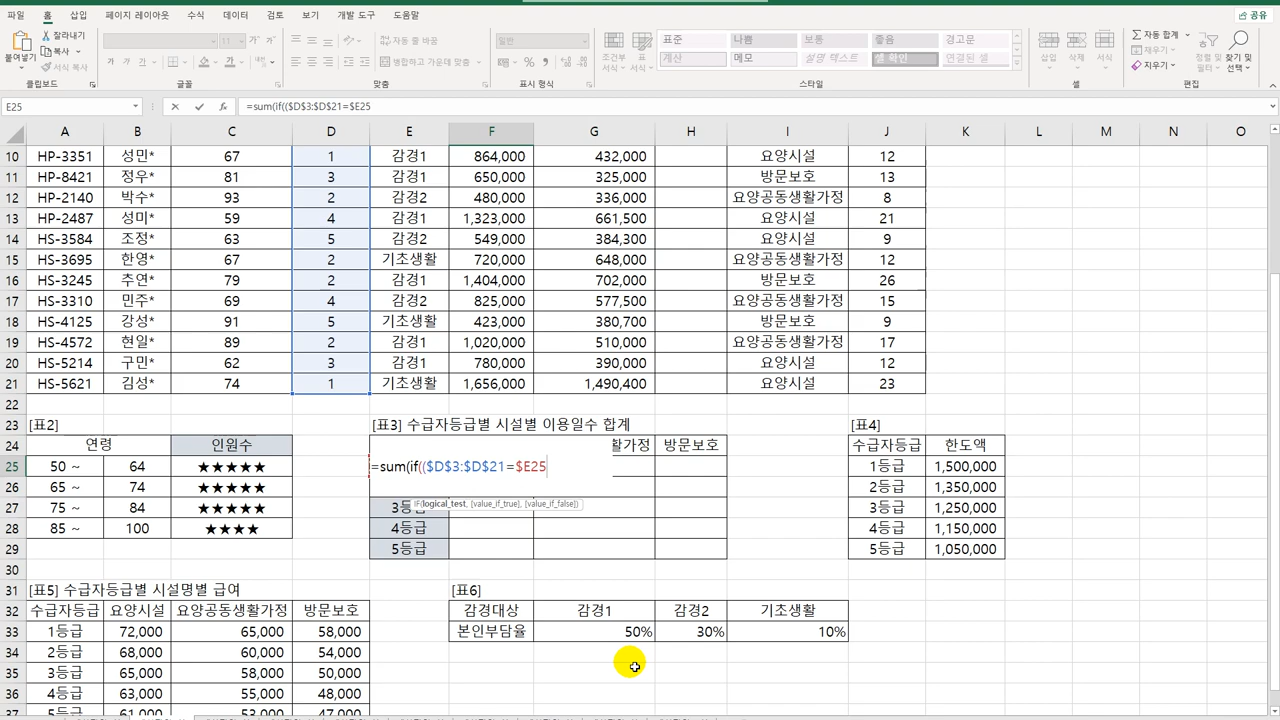 파일 홈 삽입 페이지 레이아웃 수식 데이터 검토 보기 개발 도구 도움말 공유
잘라내기 11 가 가 자동 줄 바꿈 일반 표준 나쁨 보통 좋음 경고문 자동 합계
붙여넣기 복사 서식 복사 가 가 가 가 병합하고 가운데 맞춤 % 조건부 서식 표 서식 계산 메모 설명 텍스트 셀 확인 연결된 셀 삽입 삭제 서식 채우기 지우기 정렬 및 필터 찾기 및 선택
클립보드 글꼴 맞춤 표시 형식 스타일 셀 편집
E25 fx =sum(if(($D$3:$D$21=$E25
A B C D E F G H I J K L M N O
10 HP-3351 성민* 67 1 감경1 864,000 432,000 요양시설 12
11 HP-8421 정우* 81 3 감경1 650,000 325,000 방문보호 13
12 HP-2140 박수* 93 2 감경2 480,000 336,000 요양공동생활가정 8
13 HP-2487 성미* 59 4 감경1 1,323,000 661,500 요양시설 21
14 HS-3584 조정* 63 5 감경2 549,000 384,300 요양시설 9
15 HS-3695 한영* 67 2 기초생활 720,000 648,000 요양공동생활가정 12
16 HS-3245 추연* 79 2 감경1 1,404,000 702,000 방문보호 26
17 HS-3310 민주* 69 4 감경2 825,000 577,500 요양공동생활가정 15
18 HS-4125 강성* 91 5 기초생활 423,000 380,700 방문보호 9
19 HS-4572 현일* 89 2 감경1 1,020,000 510,000 요양공동생활가정 17
20 HS-5214 구민* 62 3 감경1 780,000 390,000 요양시설 12
21 HS-5621 김성* 74 1 기초생활 1,656,000 1,490,400 요양시설 23
22
23 [표2] [표3] 수급자등급별 시설별 이용일수 합계 [표4]
24 연령 인원수 활가정 방문보호 수급자등급 한도액
25 50 ~ 64 ★★★★★ =sum(if(($D$3:$D$21=$E25 1등급 1,500,000
26 65 ~ 74 ★★★★★ 2등급 1,350,000
IF(logical_test, [value_if_true], [value_if_false])
27 75 ~ 84 ★★★★★ 3등 3등급 1,250,000
28 85 ~ 100 ★★★★ 4등급 4등급 1,150,000
29 5등급 5등급 1,050,000
30
31 [표5] 수급자등급별 시설명별 급여 [표6]
32 수급자등급 요양시설 요양공동생활가정 방문보호 감경대상 감경1 감경2 기초생활
33 1등급 72,000 65,000 58,000 본인부담율 50% 30% 10%
34 2등급 68,000 60,000 54,000
35 3등급 65,000 58,000 50,000
36 4등급 63,000 55,000 48,000
37 5등급 61,000 53,000 47,000